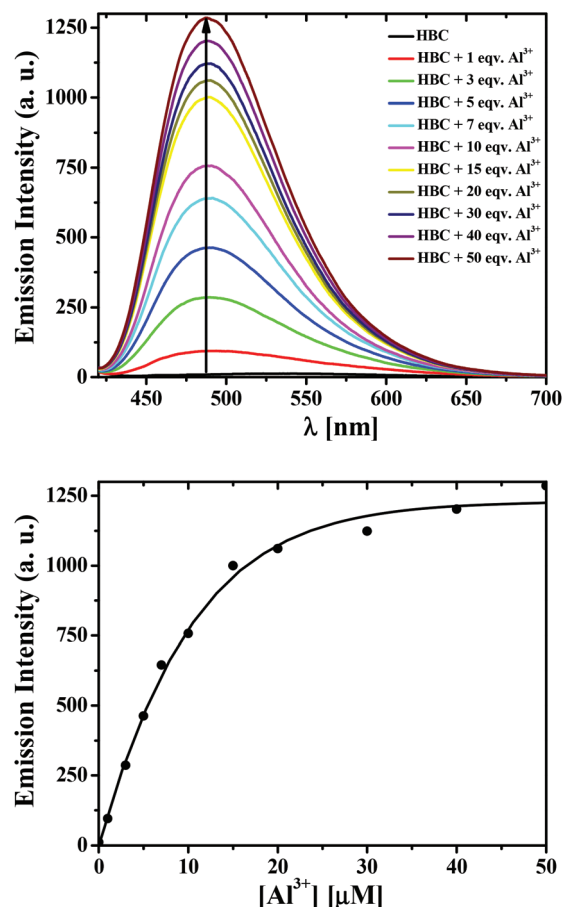 Emission Intensity (a. u.)
1250
1000
750
500
250
0
450
500
550
600
650
700
λ [nm]
HBC
HBC + 1 eqv. Al³⁺
HBC + 3 eqv. Al³⁺
HBC + 5 eqv. Al³⁺
HBC + 7 eqv. Al³⁺
HBC + 10 eqv. Al³⁺
HBC + 15 eqv. Al³⁺
HBC + 20 eqv. Al³⁺
HBC + 30 eqv. Al³⁺
HBC + 40 eqv. Al³⁺
HBC + 50 eqv. Al³⁺
Emission Intensity (a. u.)
1250
1000
750
500
250
0
0
10
20
30
40
50
[Al³⁺] [μM]